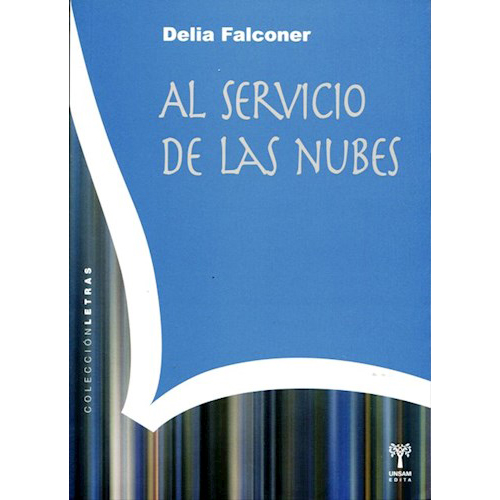 Delia Falconer
AL SERVICIO
DE LAS NUBES
COLECCIÓNLETRAS
UNSAM
EDITA